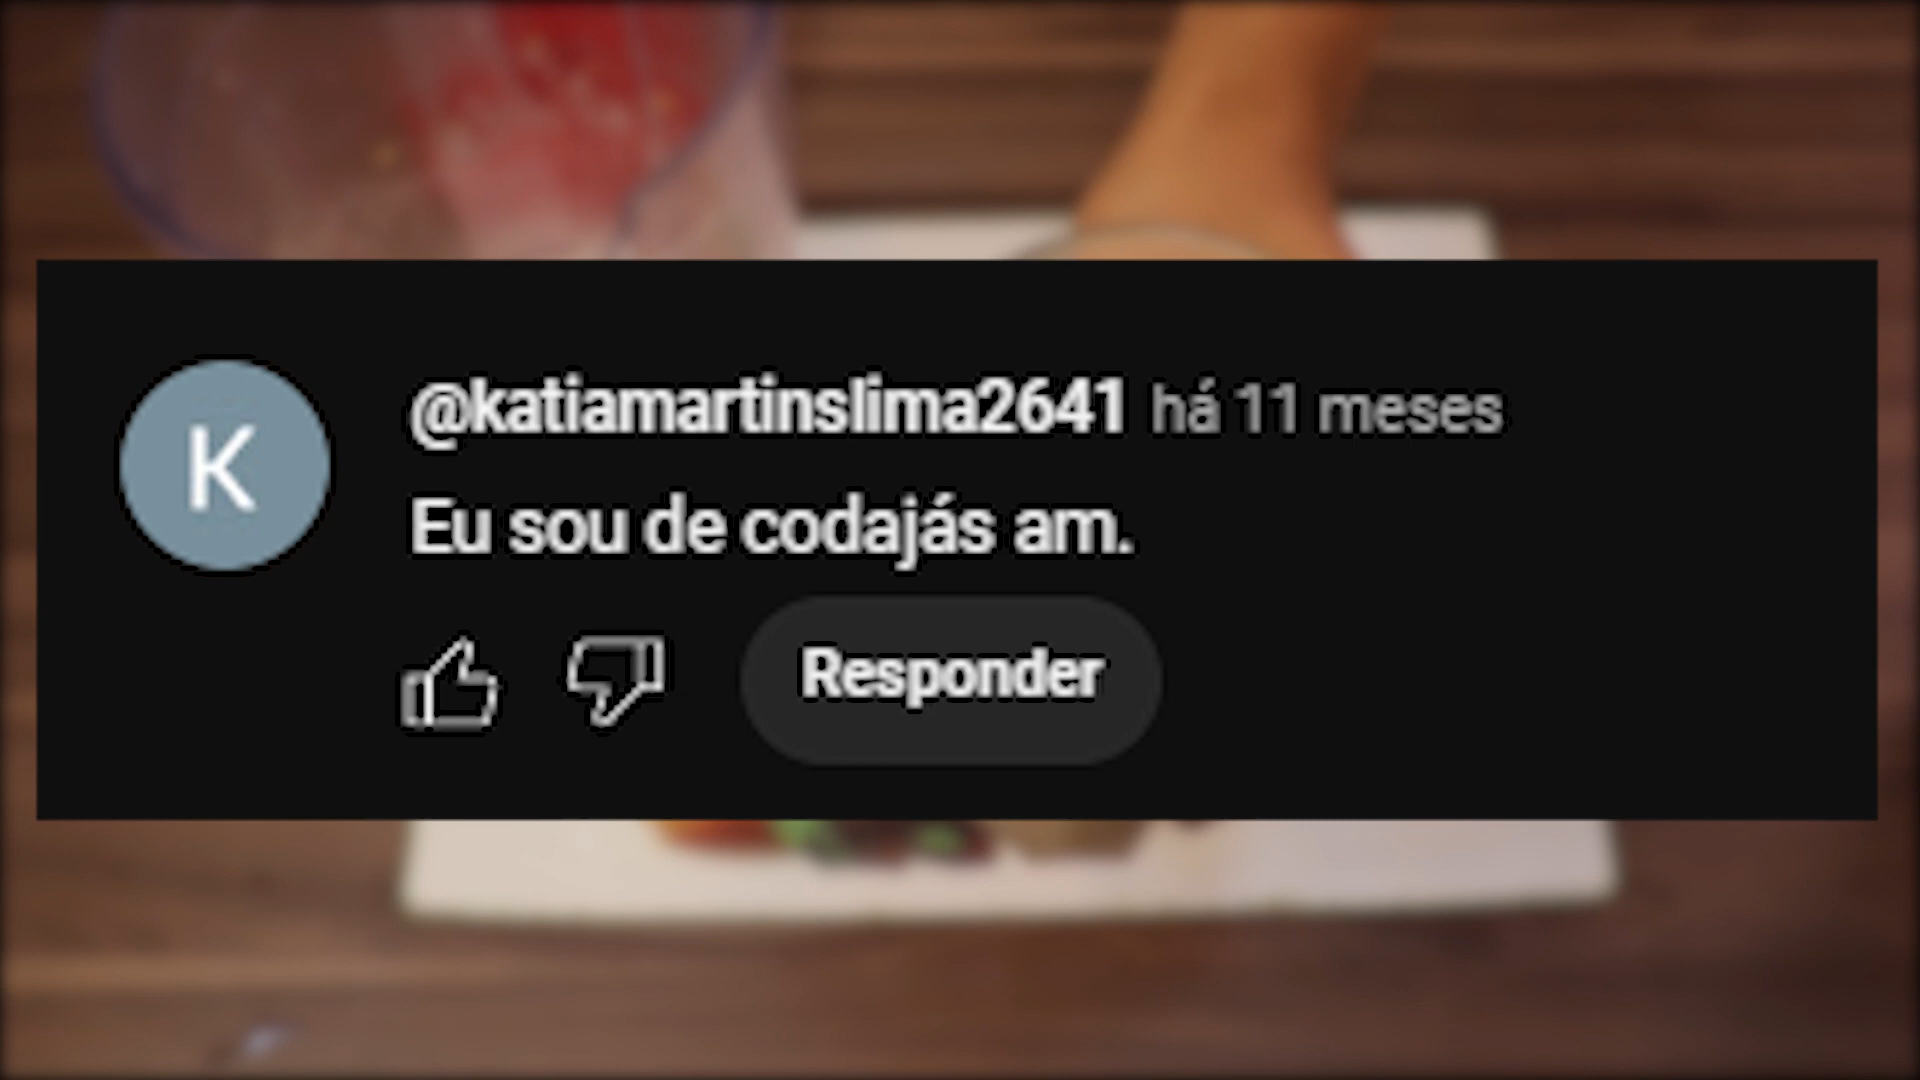 K
@katiamartinslima2641 há 11 meses
Eu sou de codajás am.
Responder